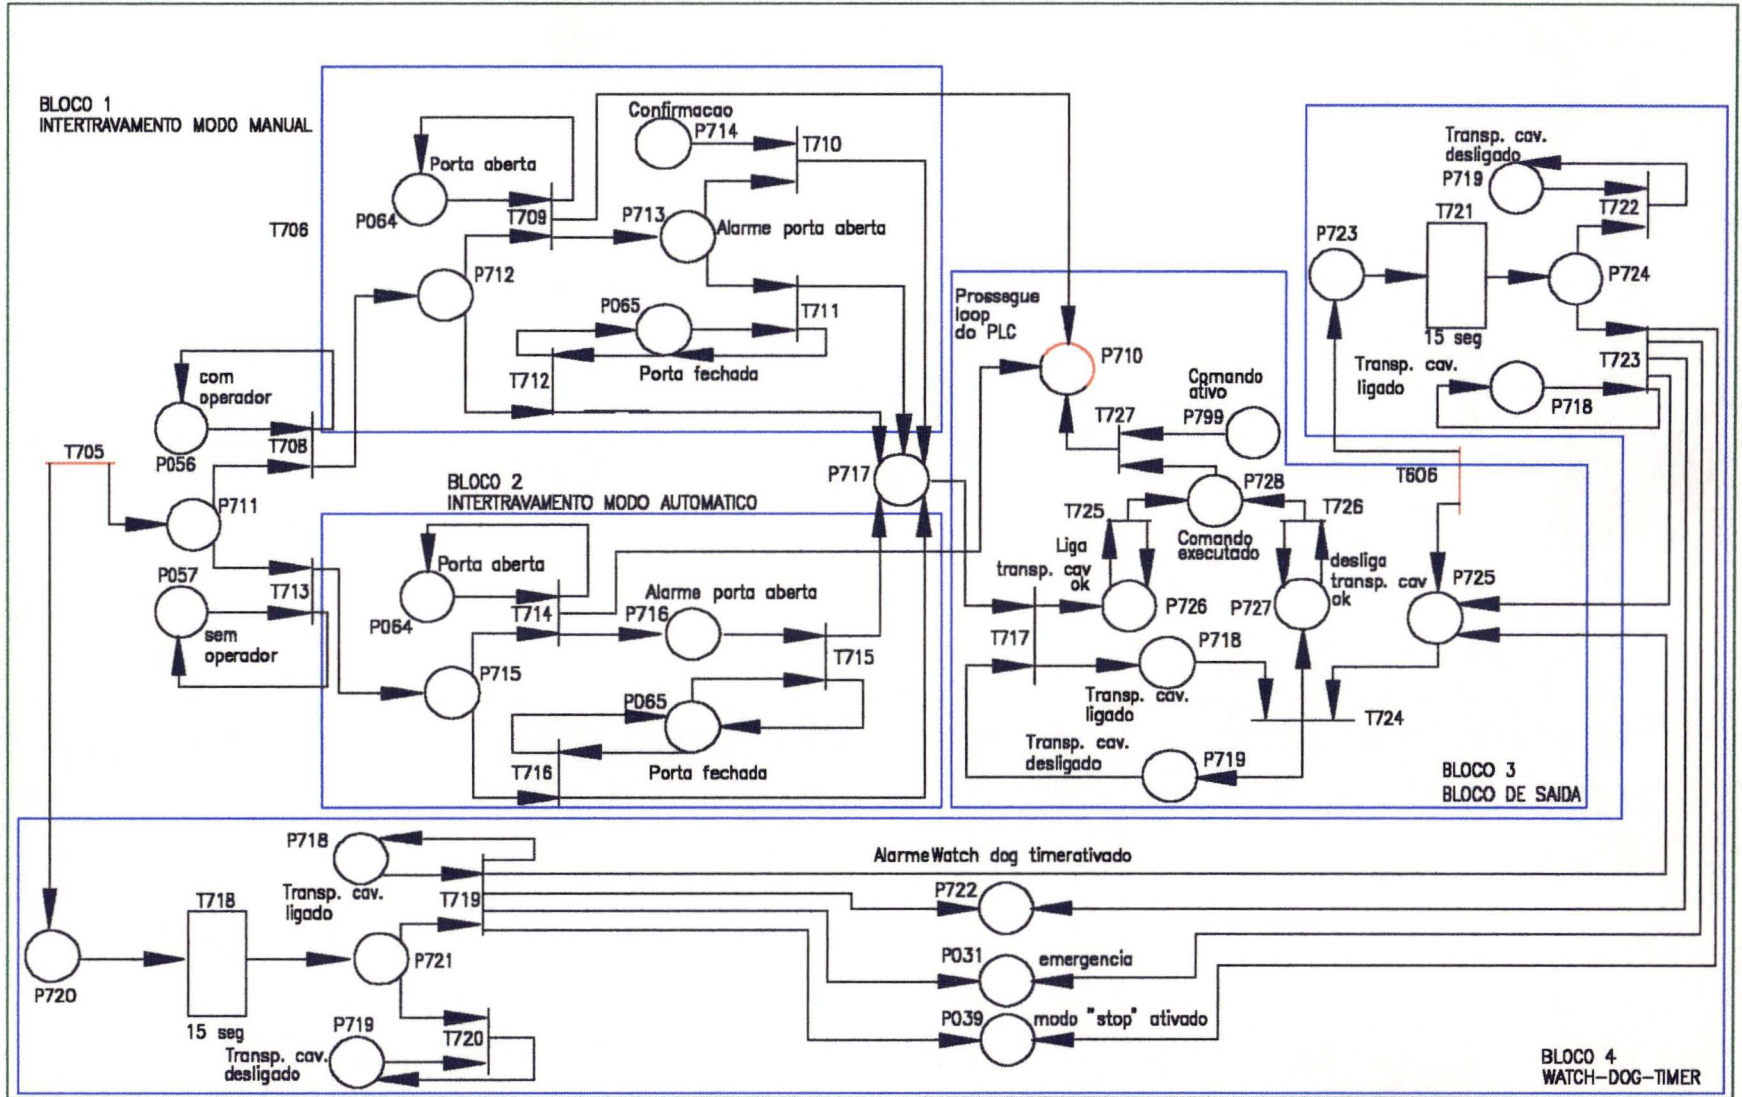 BLOCO 1
INTERTRAVAMENTO MODO MANUAL
T706
Porta aberta
P064
T709
Confirmacao
P714
T710
P713
Alarme porta aberta
P712
P065
T711
T712
Porta fechada
com
operador
P056
T708
T705
P711
P057
T713
sem
operador
BLOCO 2
INTERTRAVAMENTO MODO AUTOMATICO
P717
Porta aberta
P064
T714
Alarme porta aberta
P716
T715
P715
P065
T716
Porta fechada
Prossegue
loop
do PLC
P710
Comando
ativo
P799
T727
P728
T725
T726
Comando
executado
Liga
transp. cav
ok
P726
desliga
transp. cav
ok
P727
P725
T717
P718
Transp. cav.
ligado
T724
Transp. cav.
desligado
P719
BLOCO 3
BLOCO DE SAIDA
Transp. cav.
desligado
P719
T722
T721
15 seg
P723
P724
T723
Transp. cav.
ligado
P718
T606
P718
Transp. cav.
ligado
T719
T718
15 seg
P720
P721
P719
Transp. cav.
desligado
T720
AlarmeWatch dog timerativado
P722
P031
emergencia
P039
modo "stop" ativado
BLOCO 4
WATCH-DOG-TIMER